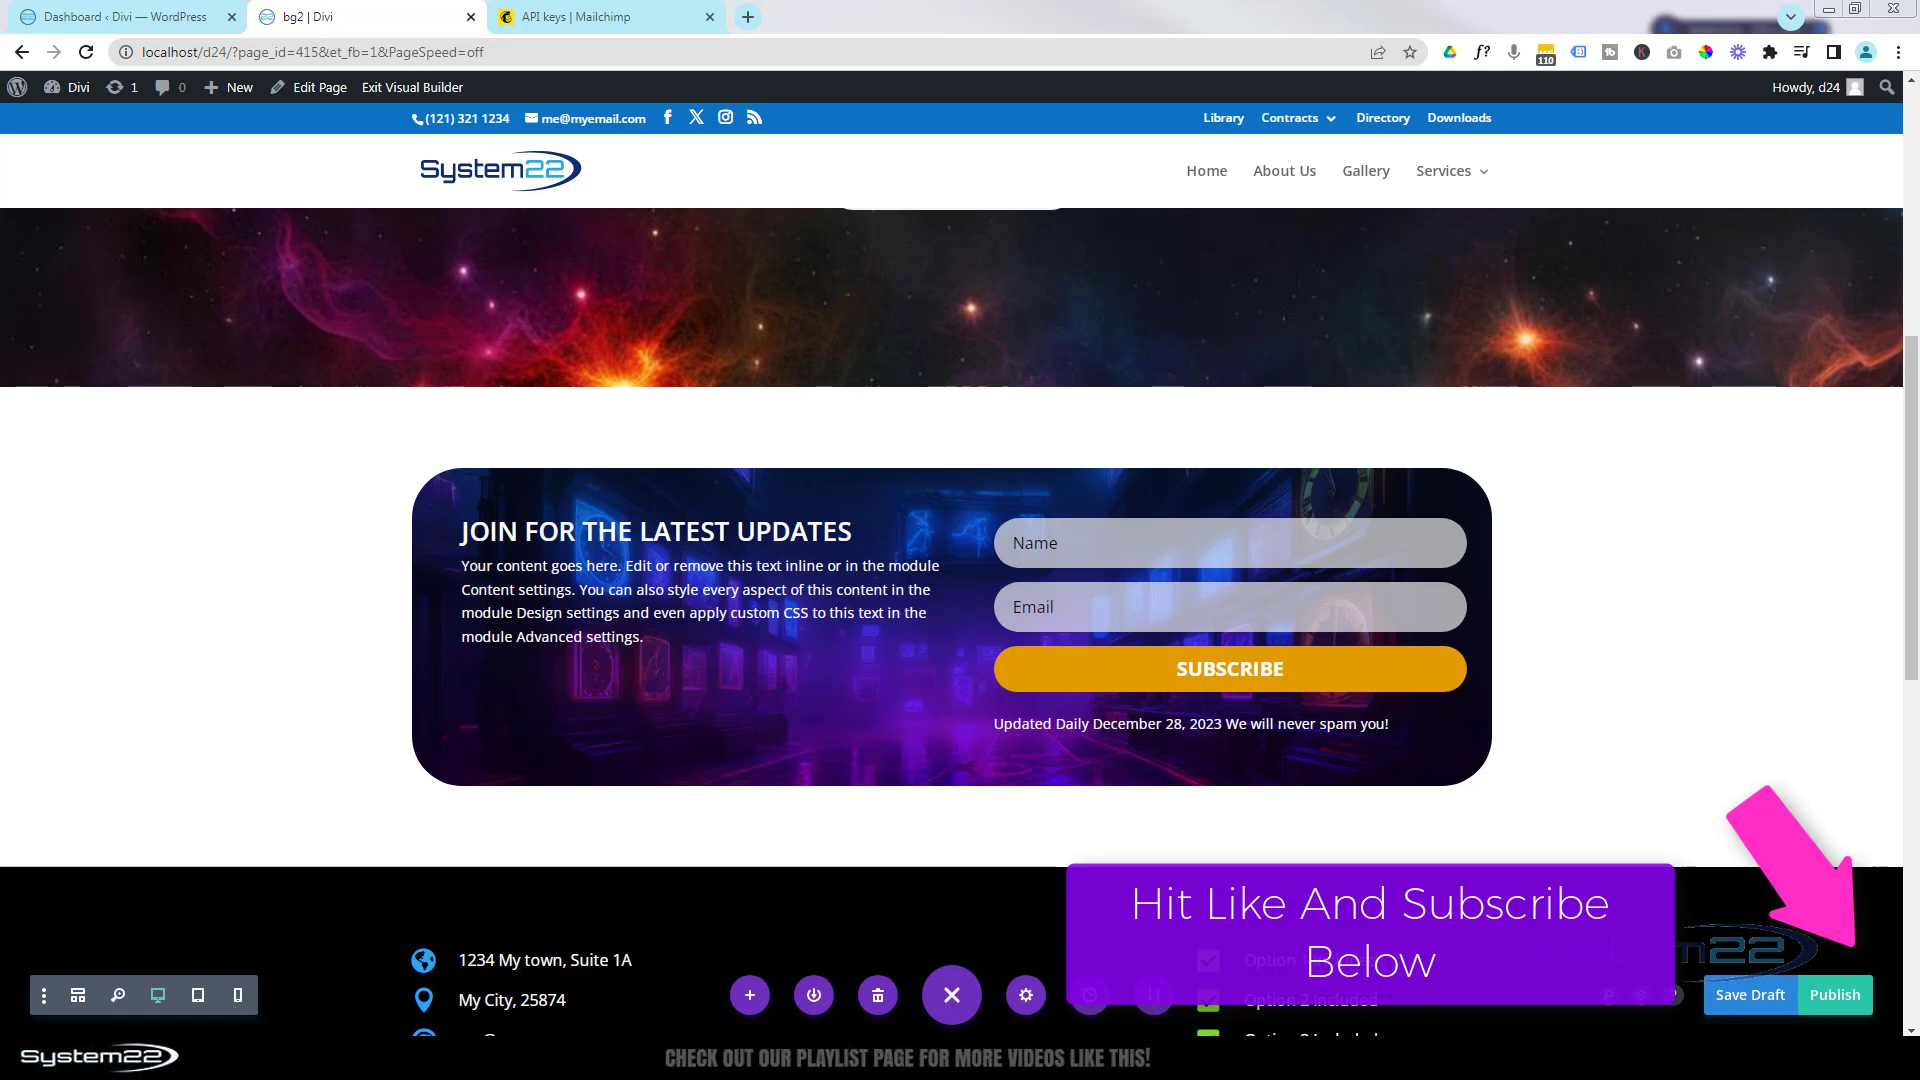 Dashboard ‹ Divi — WordPress
bg2 | Divi
API keys | Mailchimp
localhost/d24/?page_id=415&et_fb=1&PageSpeed=off
f?
110
Divi
1
0
New
Edit Page
Exit Visual Builder
Howdy, d24
(121) 321 1234
me@myemail.com
Library
Contracts
Directory
Downloads
System22
Home
About Us
Gallery
Services
JOIN FOR THE LATEST UPDATES
Your content goes here. Edit or remove this text inline or in the module
Content settings. You can also style every aspect of this content in the
module Design settings and even apply custom CSS to this text in the
module Advanced settings.
Name
Email
SUBSCRIBE
Updated Daily December 28, 2023 We will never spam you!
Hit Like And Subscribe
Below
1234 My town, Suite 1A
My City, 25874
Option 2 Included
Save Draft
Publish
System22
CHECK OUT OUR PLAYLIST PAGE FOR MORE VIDEOS LIKE THIS!